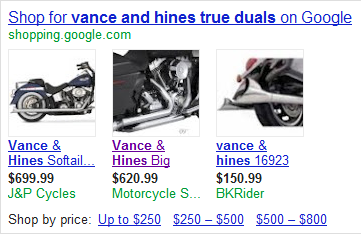 Shop for vance and hines true duals on Google
shopping.google.com
Vance & Hines Softail...
$699.99
J&P Cycles
Vance & Hines Big
$620.99
Motorcycle S...
vance & hines 16923
$150.99
BKRider
Shop by price: Up to $250 $250 – $500 $500 – $800